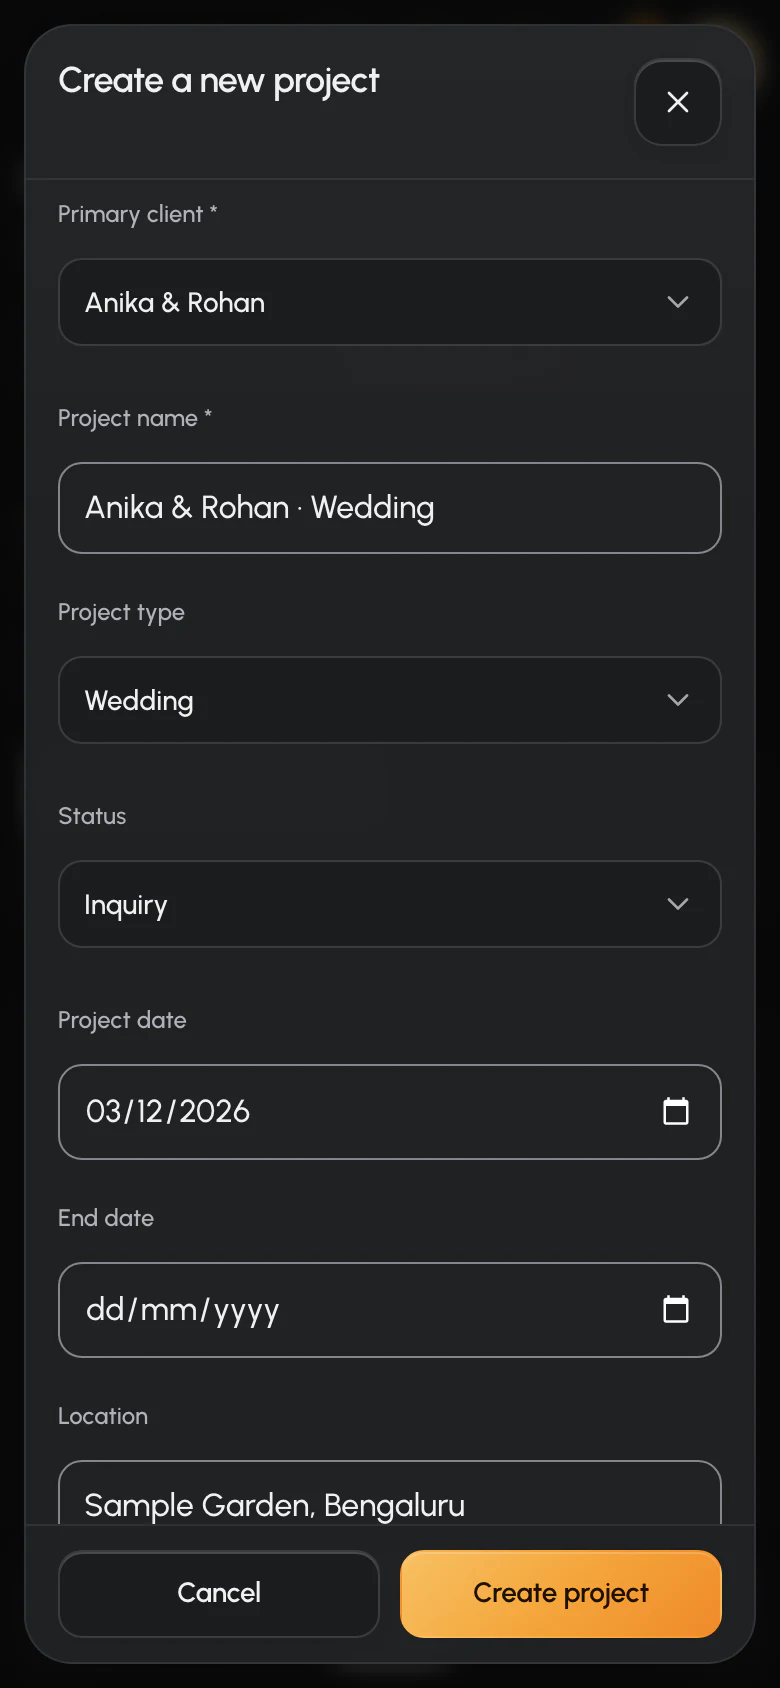 Create a new project
Primary client *
Anika & Rohan
Project name *
Anika & Rohan · Wedding
Project type
Wedding
Status
Inquiry
Project date
03/12/2026
End date
dd/mm/yyyy
Location
Sample Garden, Bengaluru
Cancel
Create project